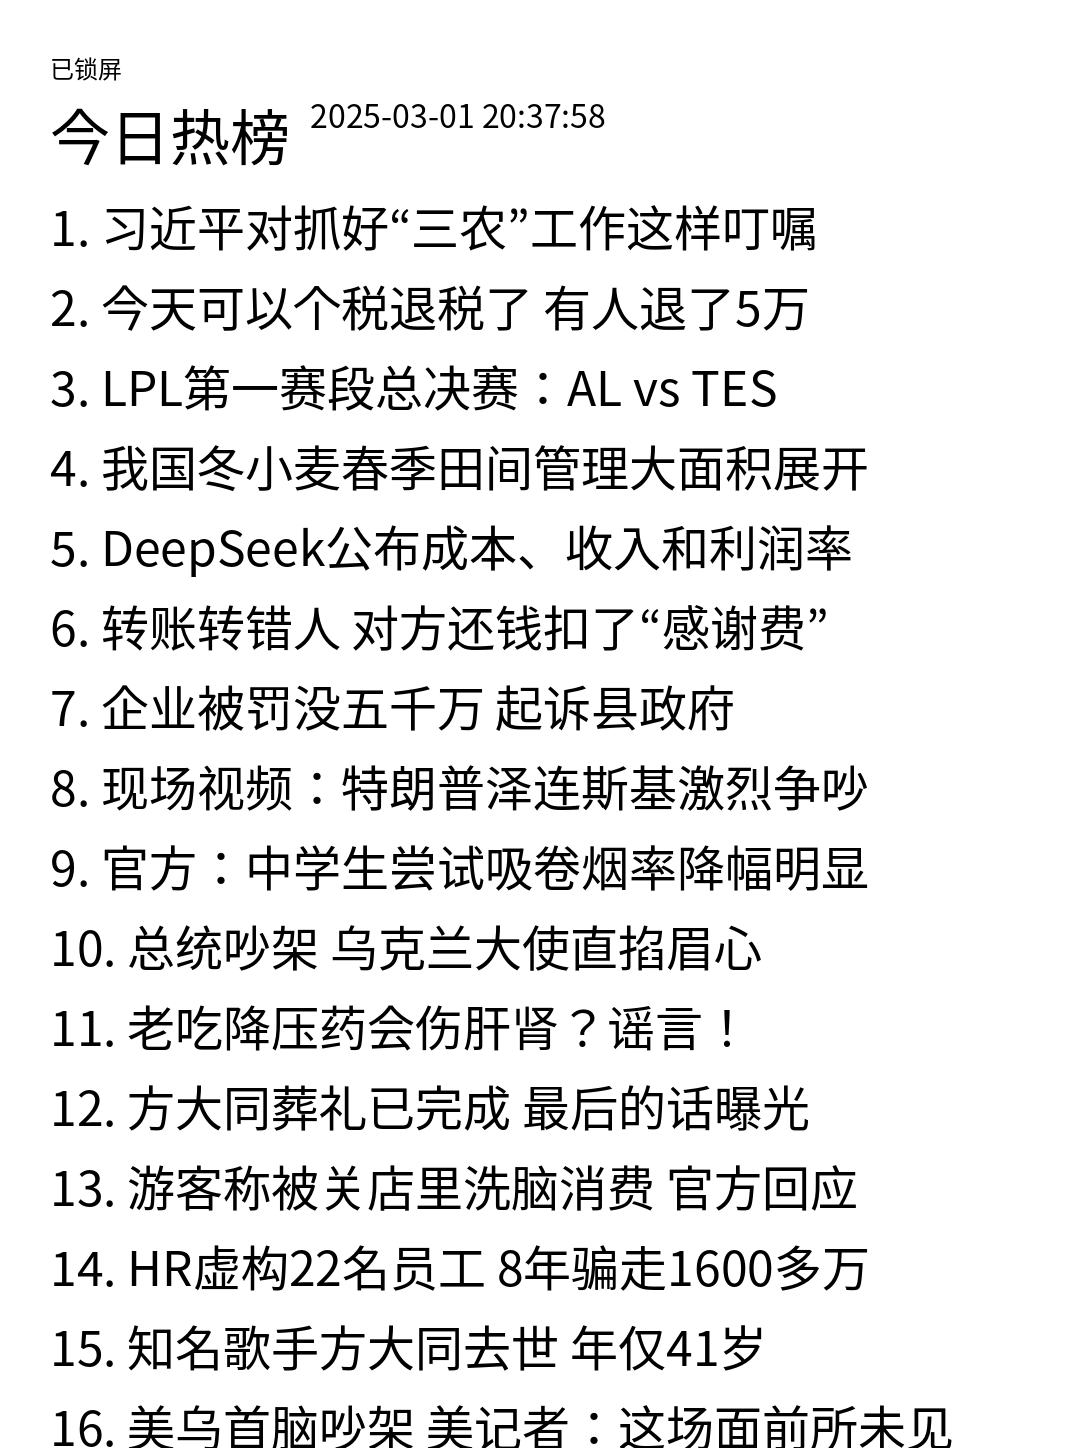 已锁屏
今日热榜 2025-03-01 20:37:58
1. 习近平对抓好“三农”工作这样叮嘱
2. 今天可以个税退税了 有人退了5万
3. LPL第一赛段总决赛：AL vs TES
4. 我国冬小麦春季田间管理大面积展开
5. DeepSeek公布成本、收入和利润率
6. 转账转错人 对方还钱扣了“感谢费”
7. 企业被罚没五千万 起诉县政府
8. 现场视频：特朗普泽连斯基激烈争吵
9. 官方：中学生尝试吸卷烟率降幅明显
10. 总统吵架 乌克兰大使直掐眉心
11. 老吃降压药会伤肝肾？谣言！
12. 方大同葬礼已完成 最后的话曝光
13. 游客称被关店里洗脑消费 官方回应
14. HR虚构22名员工 8年骗走1600多万
15. 知名歌手方大同去世 年仅41岁
16. 美乌首脑吵架 美记者：这场面前所未见